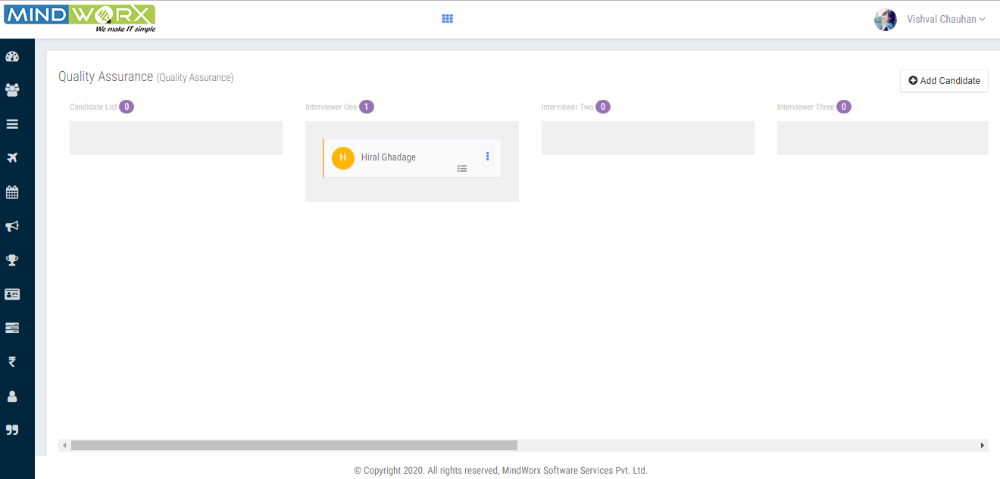 MINDWORX
We make IT simple
Vishval Chauhan
Quality Assurance (Quality Assurance)
Add Candidate
Candidate List 0
Interviewer One 1
Interviewer Two 0
Interviewer Three 0
H Hiral Ghadage
© Copyright 2020. All rights reserved, MindWorx Software Services Pvt. Ltd.